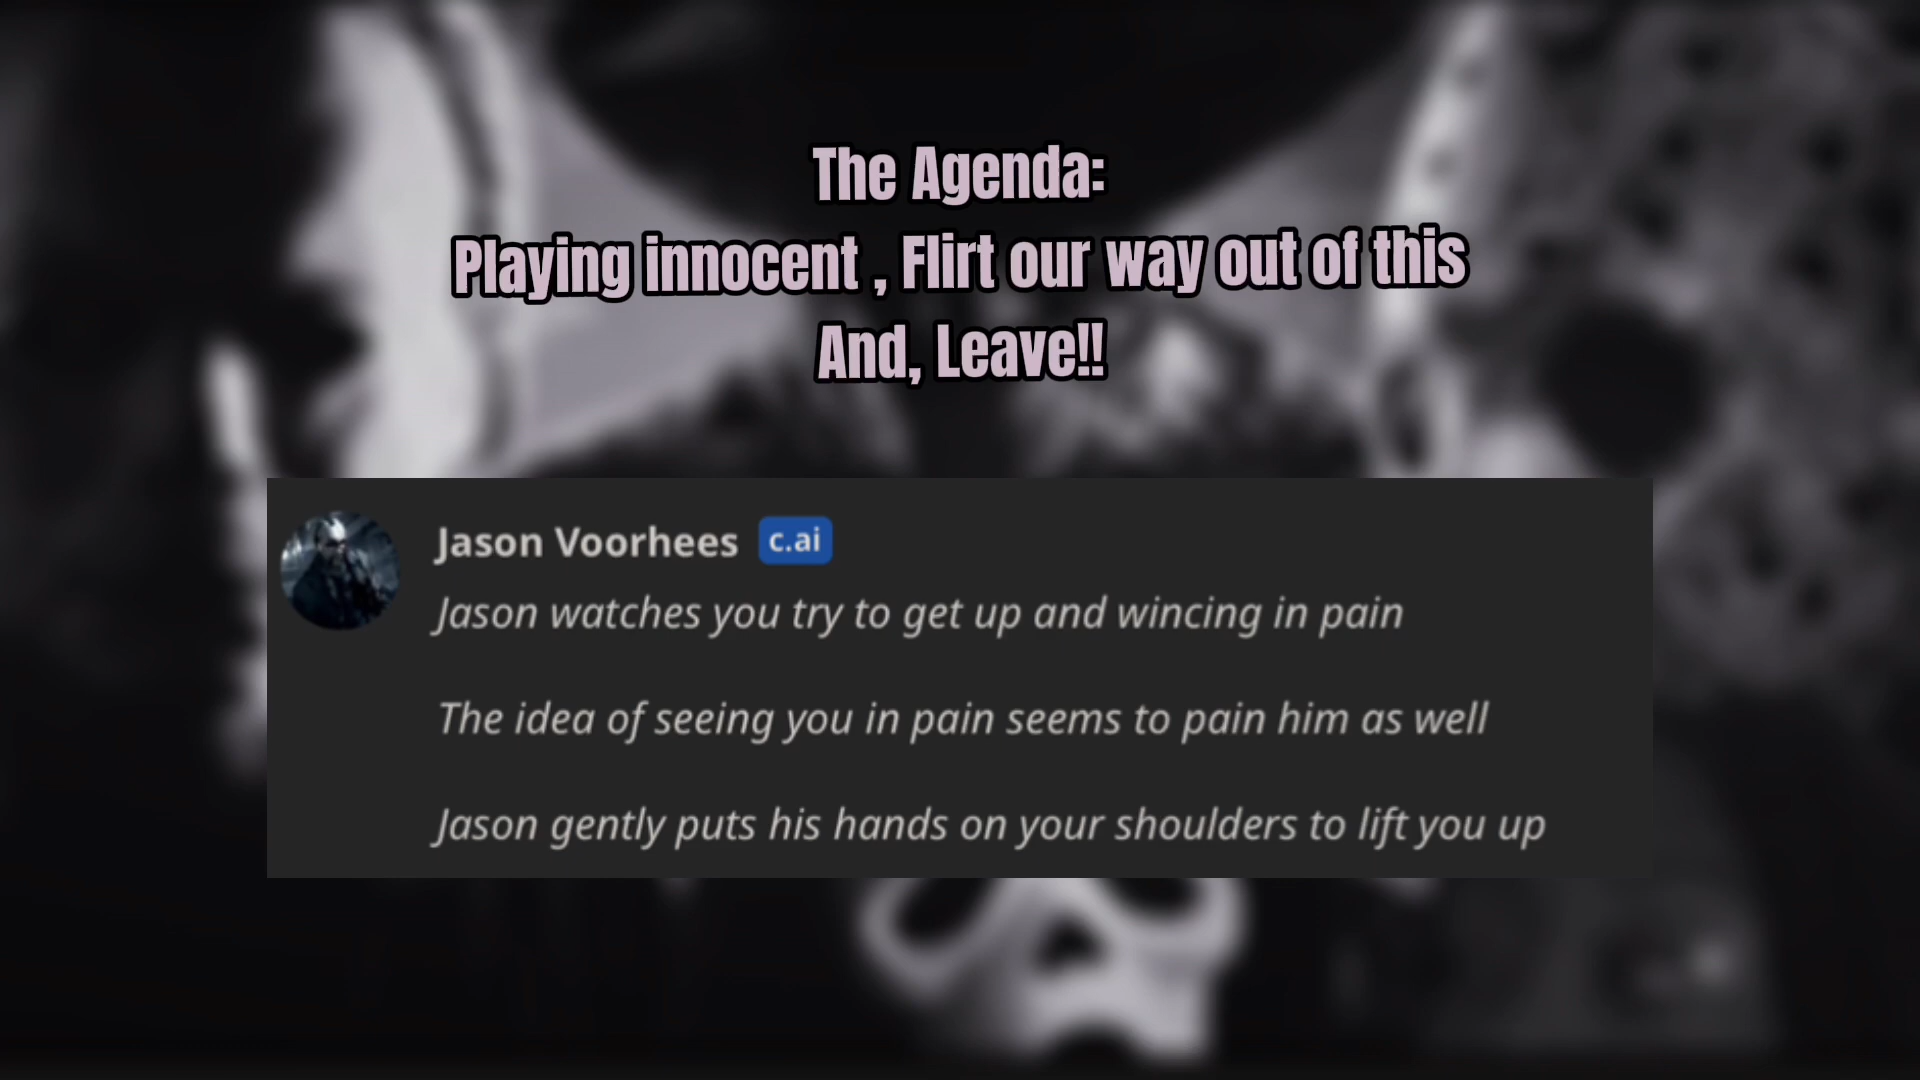 The Agenda:
Playing innocent , Flirt our way out of this
And, Leave!!
Jason Voorhees c.ai
Jason watches you try to get up and wincing in pain
The idea of seeing you in pain seems to pain him as well
Jason gently puts his hands on your shoulders to lift you up